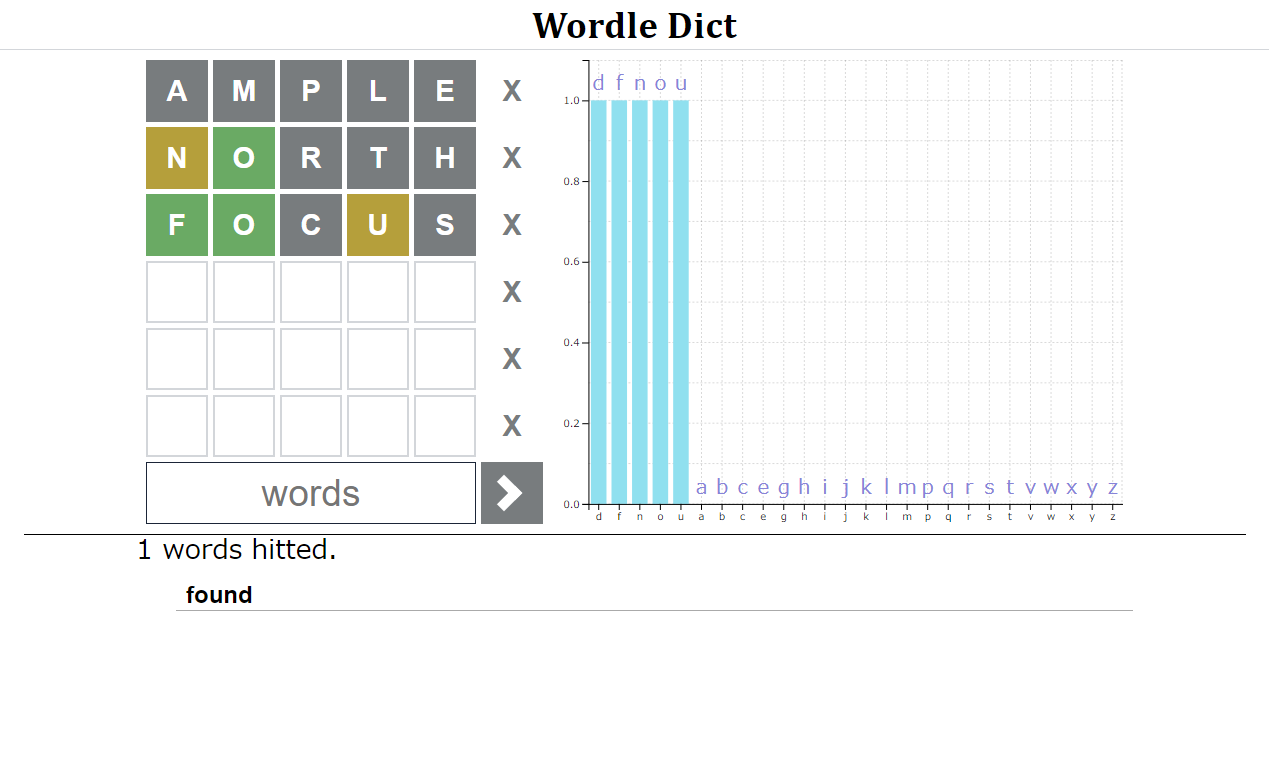 Wordle Dict
A M P L E X
N O R T H X
F O C U S X
X
X
X
words
d f n o u
1.0
0.8
0.6
0.4
0.2
0.0
a b c e g h i j k l m p q r s t v w x y z
d f n o u a b c e g h i j k l m p q r s t v w x y z
1 words hitted.
found